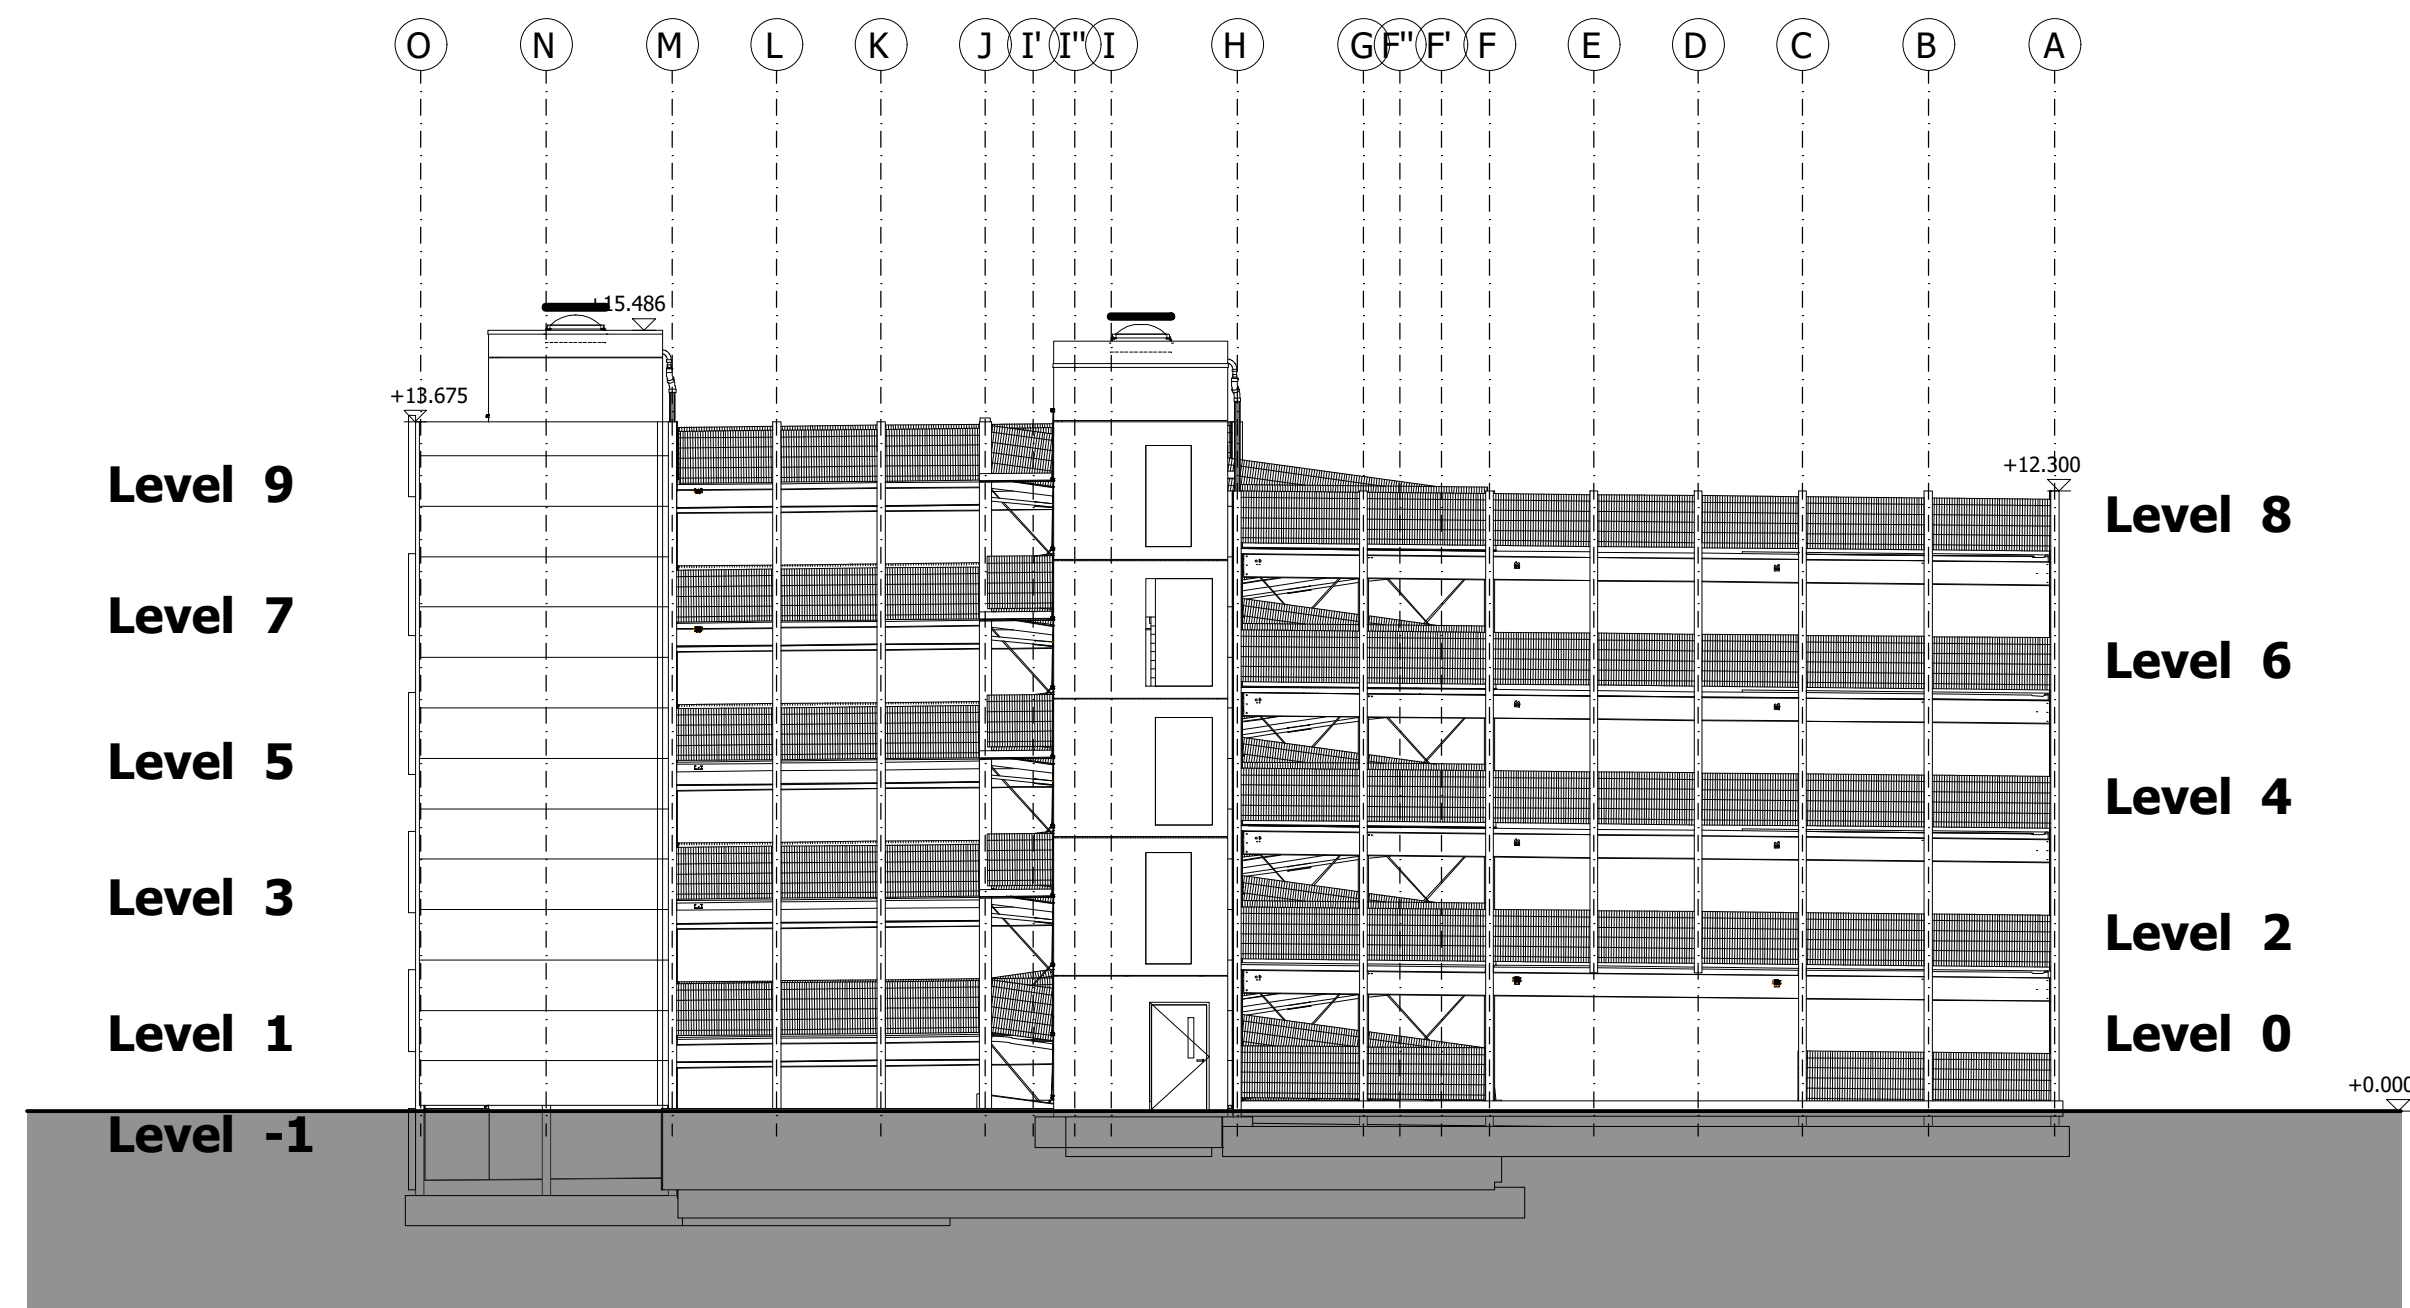 O N M L K J I' I" I H G F" F' F E D C B A
+15.486
+13.675
+12.300
Level 9
Level 8
Level 7
Level 6
Level 5
Level 4
Level 3
Level 2
Level 1
Level 0
+0.000
Level -1